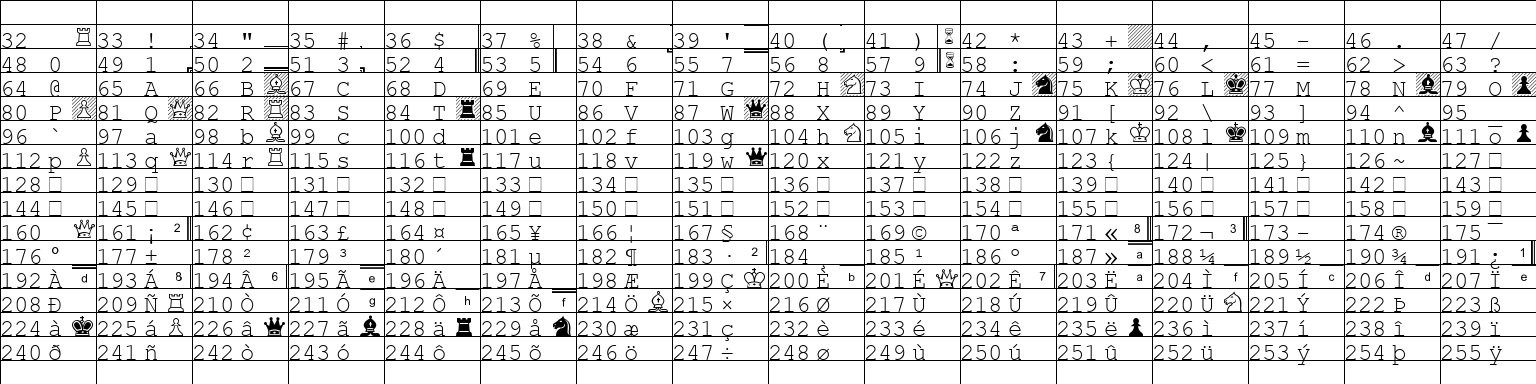 32 ♖ 33 ! 34 " 35 # 36 $ 37 % 38 & 39 ' 40 ( 41 ) 42 * 43 + 44 , 45 - 46 . 47 /
48 0 49 1 50 2 51 3 52 4 53 5 54 6 55 7 56 8 57 9 58 : 59 ; 60 < 61 = 62 > 63 ?
64 @ 65 A 66 B ♗ 67 C 68 D 69 E 70 F 71 G 72 H ♘ 73 I 74 J ♞ 75 K ♔ 76 L ♚ 77 M 78 N ♝ 79 O ♟
80 P ♙ 81 Q ♕ 82 R ♖ 83 S 84 T ♜ 85 U 86 V 87 W ♛ 88 X 89 Y 90 Z 91 [ 92 \ 93 ] 94 ^ 95 _
96 ` 97 a 98 b ♗ 99 c 100 d 101 e 102 f 103 g 104 h ♘ 105 i 106 j ♞ 107 k ♔ 108 l ♚ 109 m 110 n ♝ 111 o ♟
112 p ♙ 113 q ♕ 114 r ♖ 115 s 116 t ♜ 117 u 118 v 119 w ♛ 120 x 121 y 122 z 123 { 124 | 125 } 126 ~ 127 □
128 □ 129 □ 130 □ 131 □ 132 □ 133 □ 134 □ 135 □ 136 □ 137 □ 138 □ 139 □ 140 □ 141 □ 142 □ 143 □
144 □ 145 □ 146 □ 147 □ 148 □ 149 □ 150 □ 151 □ 152 □ 153 □ 154 □ 155 □ 156 □ 157 □ 158 □ 159 □
160 ♕ 161 ¡ 2 162 ¢ 163 £ 164 ¤ 165 ¥ 166 ¦ 167 § 168 ¨ 169 © 170 ª 171 « 8 172 ¬ 3 173 - 174 ® 175 ¯
176 ° 177 ± 178 ² 179 ³ 180 ´ 181 µ 182 ¶ 183 · 2 184 ¸ 185 ¹ 186 º 187 » a 188 ¼ 189 ½ 190 ¾ 191 ¿ 1
192 À d 193 Á 8 194 Â 6 195 Ã e 196 Ä 197 Å 198 Æ 199 Ç ♔ 200 È b 201 É ♕ 202 Ê 7 203 Ë a 204 Ì f 205 Í c 206 Î d 207 Ï e
208 Ð 209 Ñ ♖ 210 Ò 211 Ó g 212 Ô h 213 Õ f 214 Ö ♗ 215 × 216 Ø 217 Ù 218 Ú 219 Û 220 Ü ♘ 221 Ý 222 Þ 223 ß
224 à ♚ 225 á ♙ 226 â ♛ 227 ã ♝ 228 ä ♜ 229 å ♞ 230 æ 231 ç 232 è 233 é 234 ê 235 ë ♟ 236 ì 237 í 238 î 239 ï
240 ð 241 ñ 242 ò 243 ó 244 ô 245 õ 246 ö 247 ÷ 248 ø 249 ù 250 ú 251 û 252 ü 253 ý 254 þ 255 ÿ